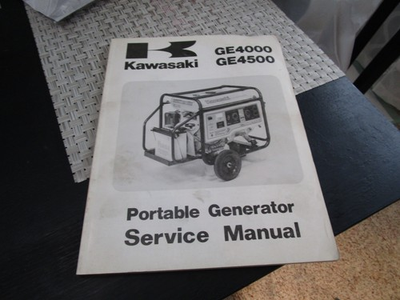 Kawasaki
GE4000
GE4500
Portable Generator
Service Manual